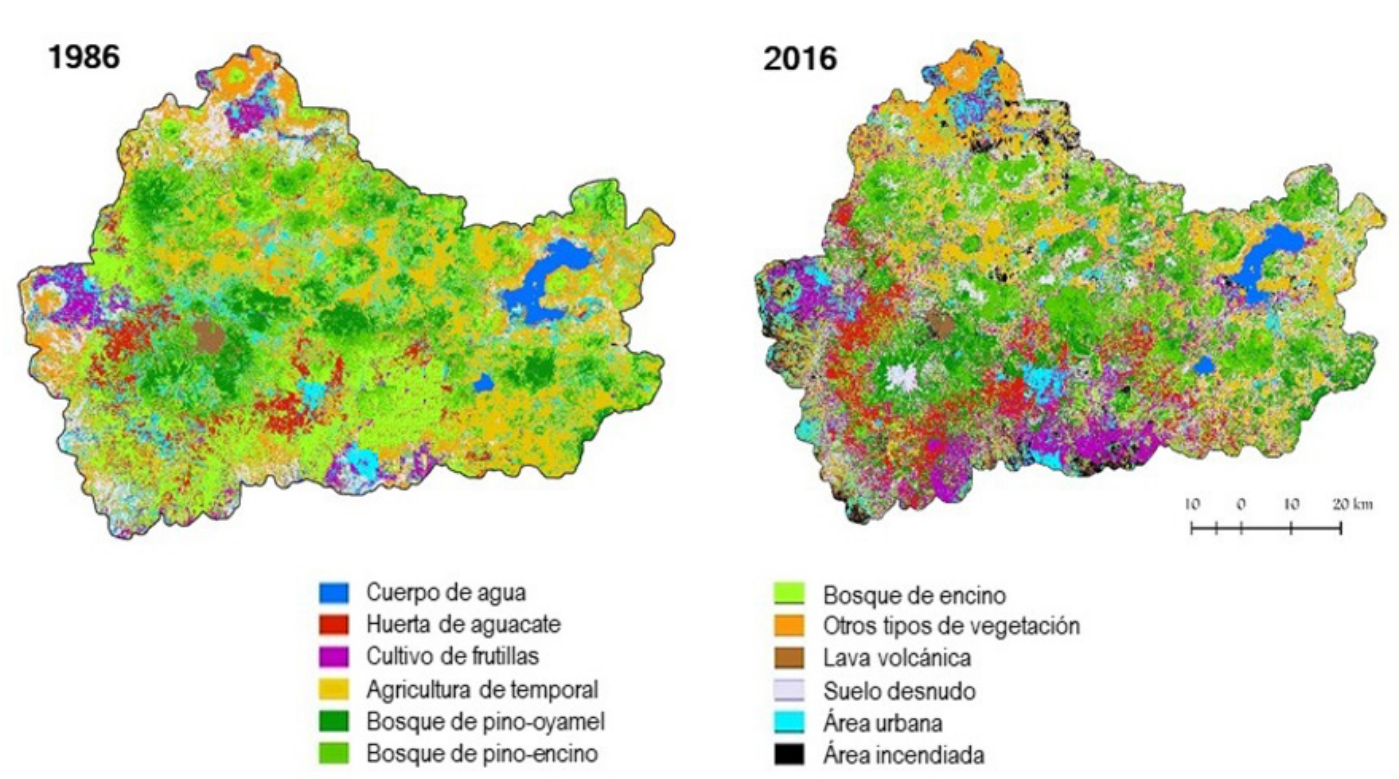 1986
2016
10 0 10 20 km
Cuerpo de agua
Huerta de aguacate
Cultivo de frutillas
Agricultura de temporal
Bosque de pino-oyamel
Bosque de pino-encino
Bosque de encino
Otros tipos de vegetación
Lava volcánica
Suelo desnudo
Área urbana
Área incendiada